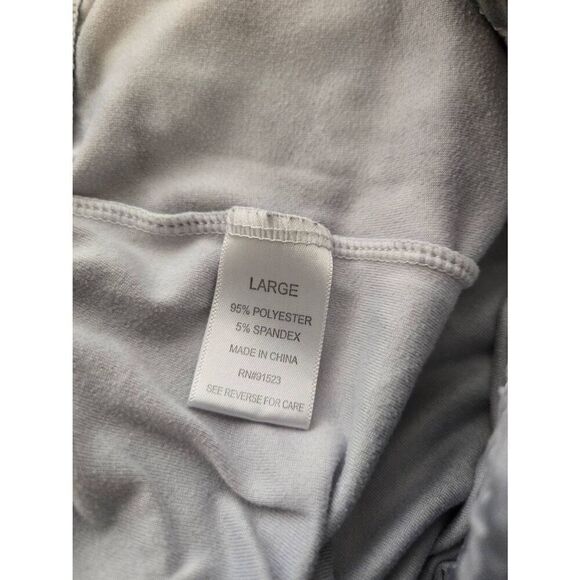 LARGE
95% POLYESTER
5% SPANDEX
MADE IN CHINA
RN#91523
SEE REVERSE FOR CARE